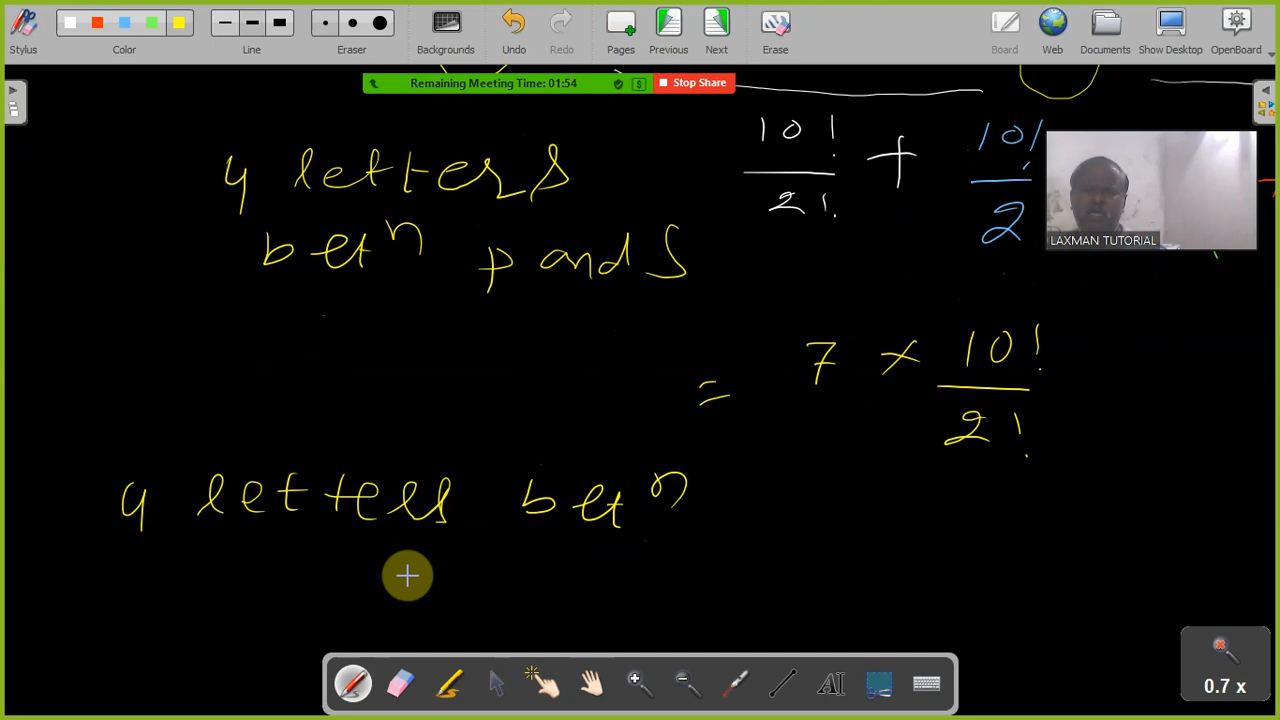 Stylus
Color
Line
Eraser
Backgrounds
Undo
Redo
Pages
Previous
Next
Erase
Board
Web
Documents
Show Desktop
OpenBoard
Remaining Meeting Time: 01:54
Stop Share
4 letters
betⁿ p and S
10!
2!
+
10!
2
LAXMAN TUTORIAL
= 7 × 10!
2!
4 letters betⁿ
0.7 x